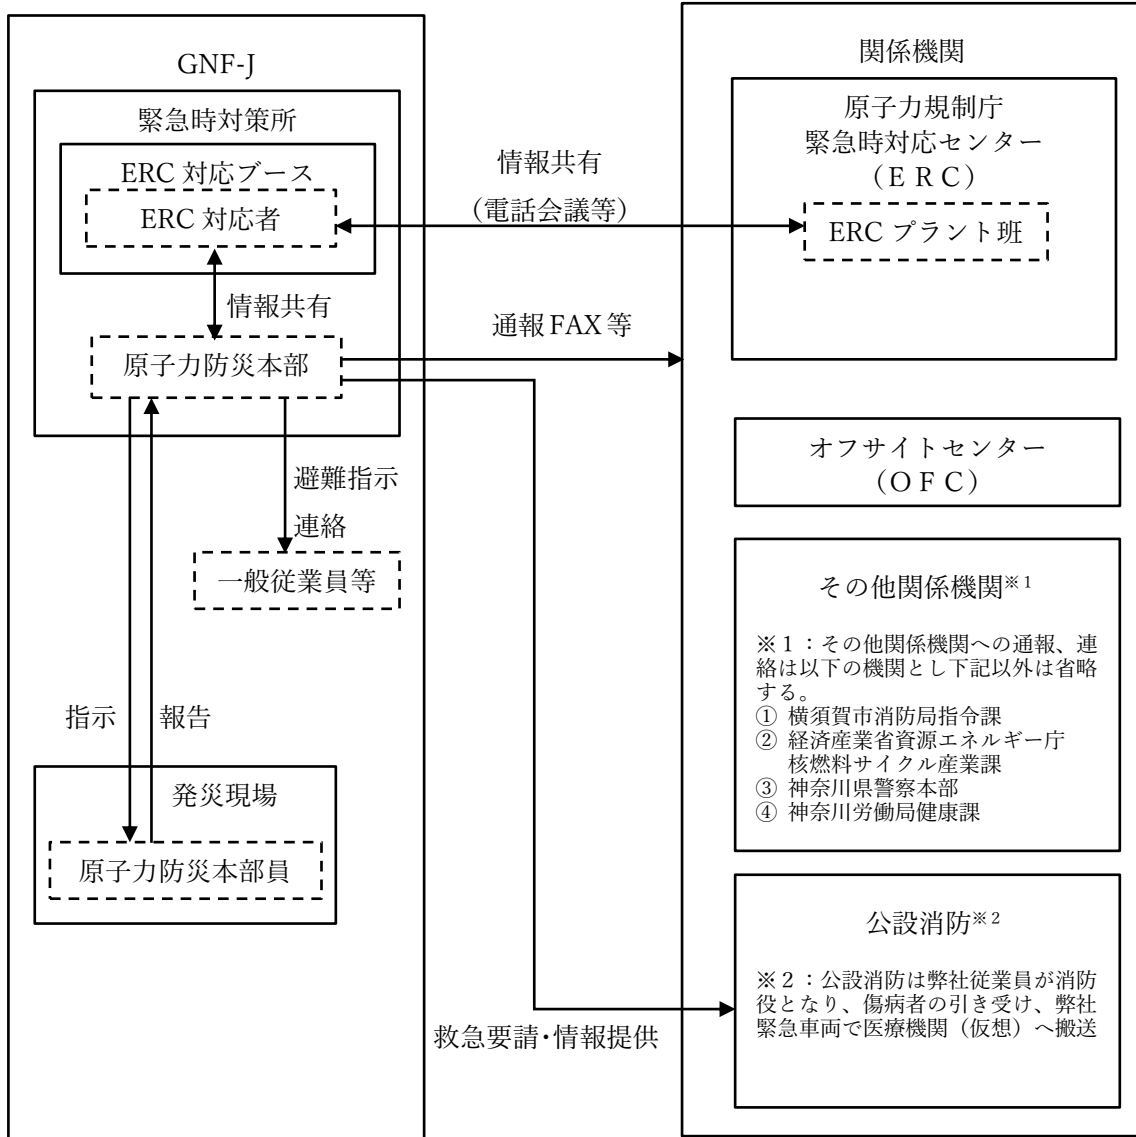 GNF-J
緊急時対策所
ERC 対応ブース
ERC 対応者
情報共有
原子力防災本部
避難指示
連絡
一般従業員等
指示
報告
発災現場
原子力防災本部員
情報共有
（電話会議等）
通報 FAX 等
救急要請・情報提供
関係機関
原子力規制庁
緊急時対応センター
（ＥＲＣ）
ERC プラント班
オフサイトセンター
（ＯＦＣ）
その他関係機関※1
※１：その他関係機関への通報、連
絡は以下の機関とし下記以外は省略
する。
① 横須賀市消防局指令課
② 経済産業省資源エネルギー庁
核燃料サイクル産業課
③ 神奈川県警察本部
④ 神奈川労働局健康課
公設消防※2
※２：公設消防は弊社従業員が消防
役となり、傷病者の引き受け、弊社
緊急車両で医療機関（仮想）へ搬送